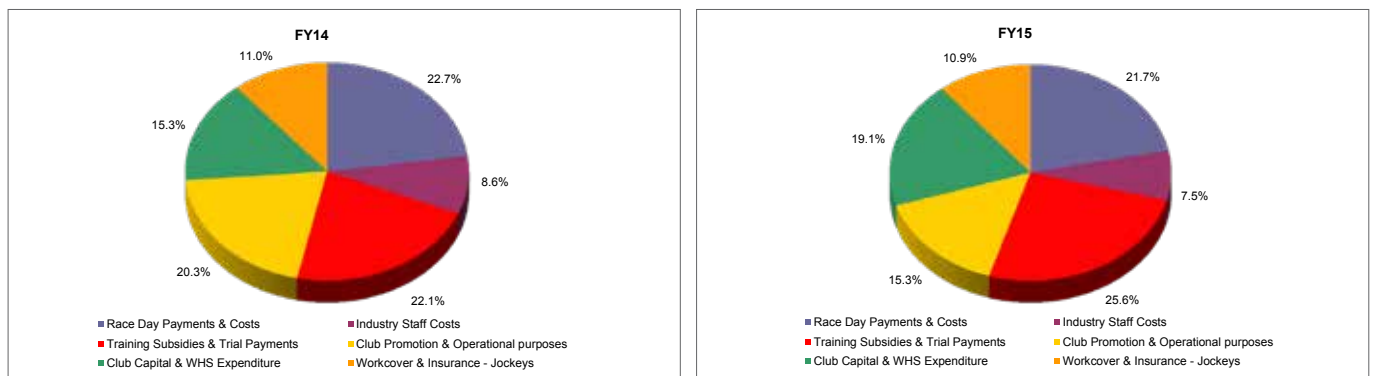 FY14
11.0%
22.7%
15.3%
8.6%
20.3%
22.1%
Race Day Payments & Costs
Industry Staff Costs
Training Subsidies & Trial Payments
Club Promotion & Operational purposes
Club Capital & WHS Expenditure
Workcover & Insurance - Jockeys
FY15
10.9%
21.7%
19.1%
7.5%
15.3%
25.6%
Race Day Payments & Costs
Industry Staff Costs
Training Subsidies & Trial Payments
Club Promotion & Operational purposes
Club Capital & WHS Expenditure
Workcover & Insurance - Jockeys